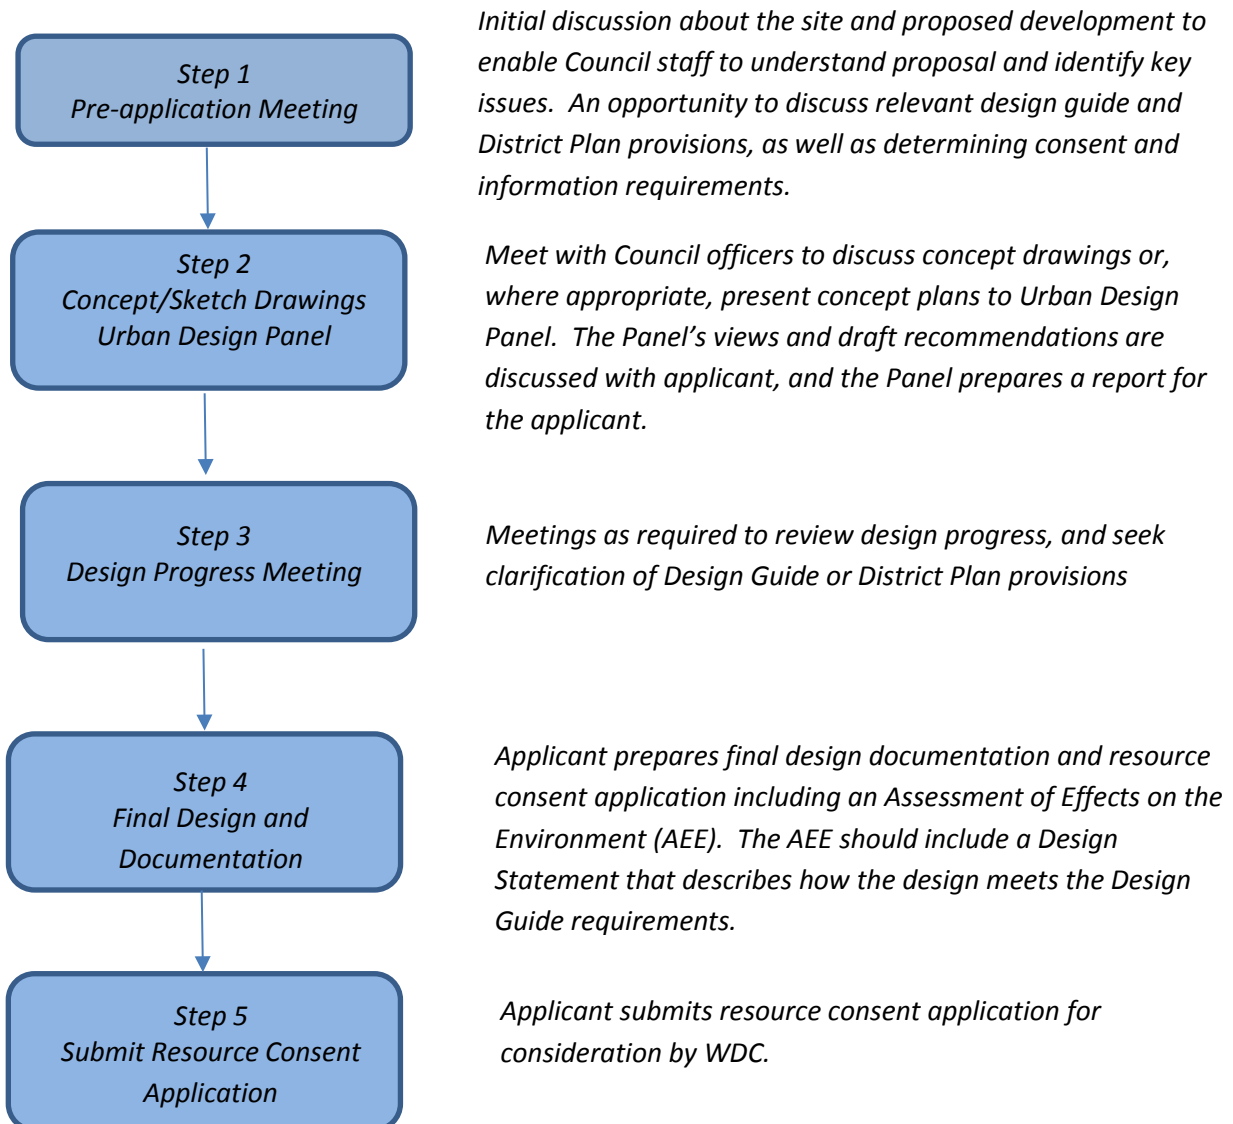 Step 1
Pre-application Meeting
Initial discussion about the site and proposed development to
enable Council staff to understand proposal and identify key
issues.  An opportunity to discuss relevant design guide and
District Plan provisions, as well as determining consent and
information requirements.
Step 2
Concept/Sketch Drawings
Urban Design Panel
Meet with Council officers to discuss concept drawings or,
where appropriate, present concept plans to Urban Design
Panel.  The Panel’s views and draft recommendations are
discussed with applicant, and the Panel prepares a report for
the applicant.
Step 3
Design Progress Meeting
Meetings as required to review design progress, and seek
clarification of Design Guide or District Plan provisions
Step 4
Final Design and
Documentation
Applicant prepares final design documentation and resource
consent application including an Assessment of Effects on the
Environment (AEE).  The AEE should include a Design
Statement that describes how the design meets the Design
Guide requirements.
Step 5
Submit Resource Consent
Application
Applicant submits resource consent application for
consideration by WDC.